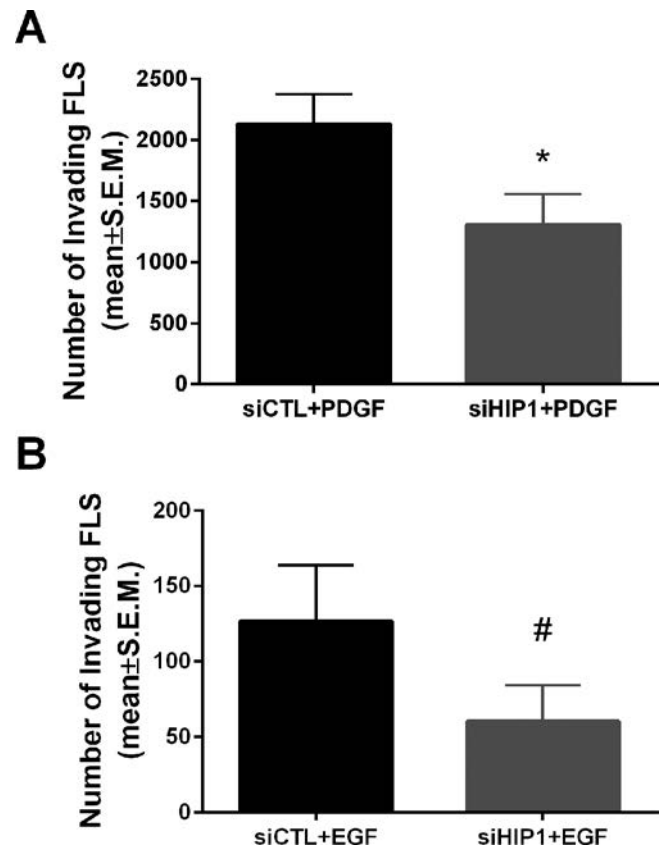 A
Number of Invading FLS
(mean±S.E.M.)
2500
2000
1500
1000
500
0
*
siCTL+PDGF
siHIP1+PDGF
B
Number of Invading FLS
(mean±S.E.M.)
200
150
100
50
0
#
siCTL+EGF
siHIP1+EGF